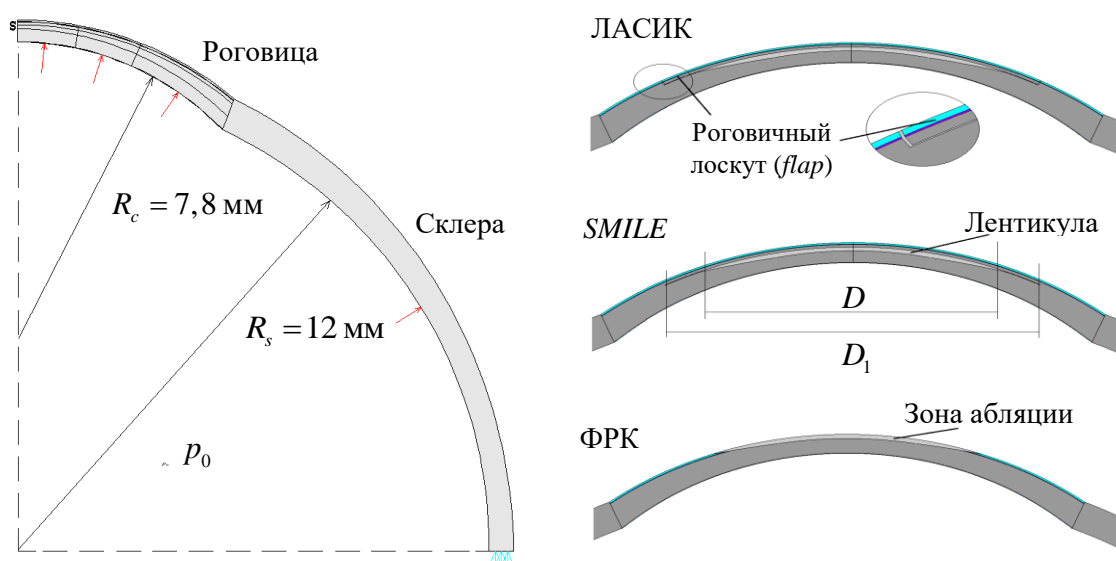 s
Роговица
R_c = 7,8 мм
Склера
R_s = 12 мм
p_0
ЛАСИК
Роговичный
лоскут (flap)
SMILE
Лентикула
D
D_1
Зона абляции
ФРК